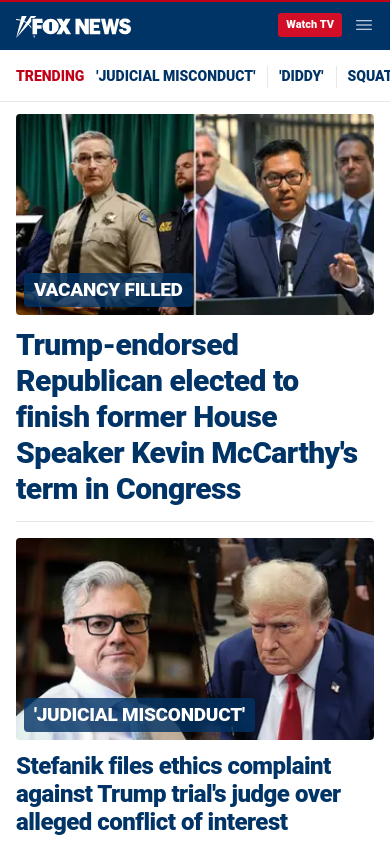 FOX NEWS
Watch TV
TRENDING 'JUDICIAL MISCONDUCT' 'DIDDY' SQUAT
VACANCY FILLED
Trump-endorsed
Republican elected to
finish former House
Speaker Kevin McCarthy's
term in Congress
'JUDICIAL MISCONDUCT'
Stefanik files ethics complaint
against Trump trial's judge over
alleged conflict of interest